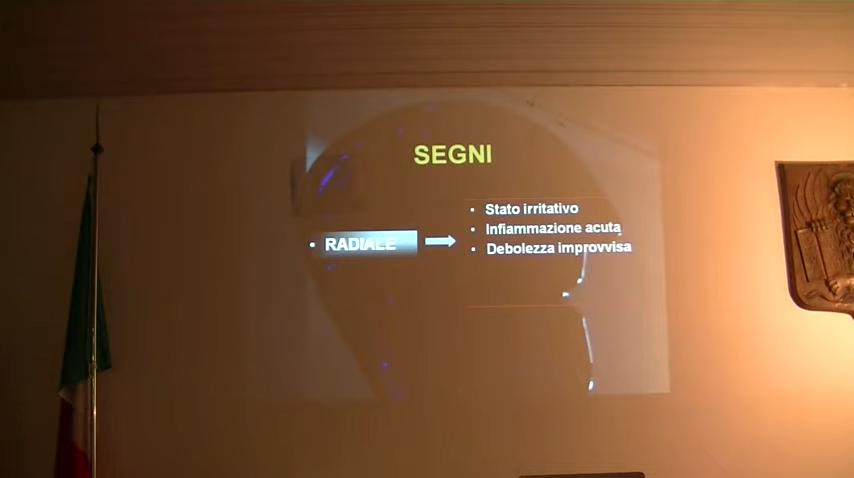 SEGNI
• Stato irritativo
• Infiammazione acuta
• RADIALE
• Debolezza improvvisa